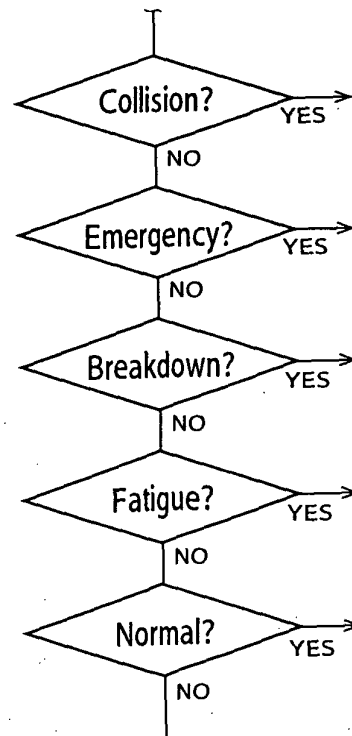 Collision?
YES
NO
Emergency?
YES
NO
Breakdown?
YES
NO
Fatigue?
YES
NO
Normal?
YES
NO